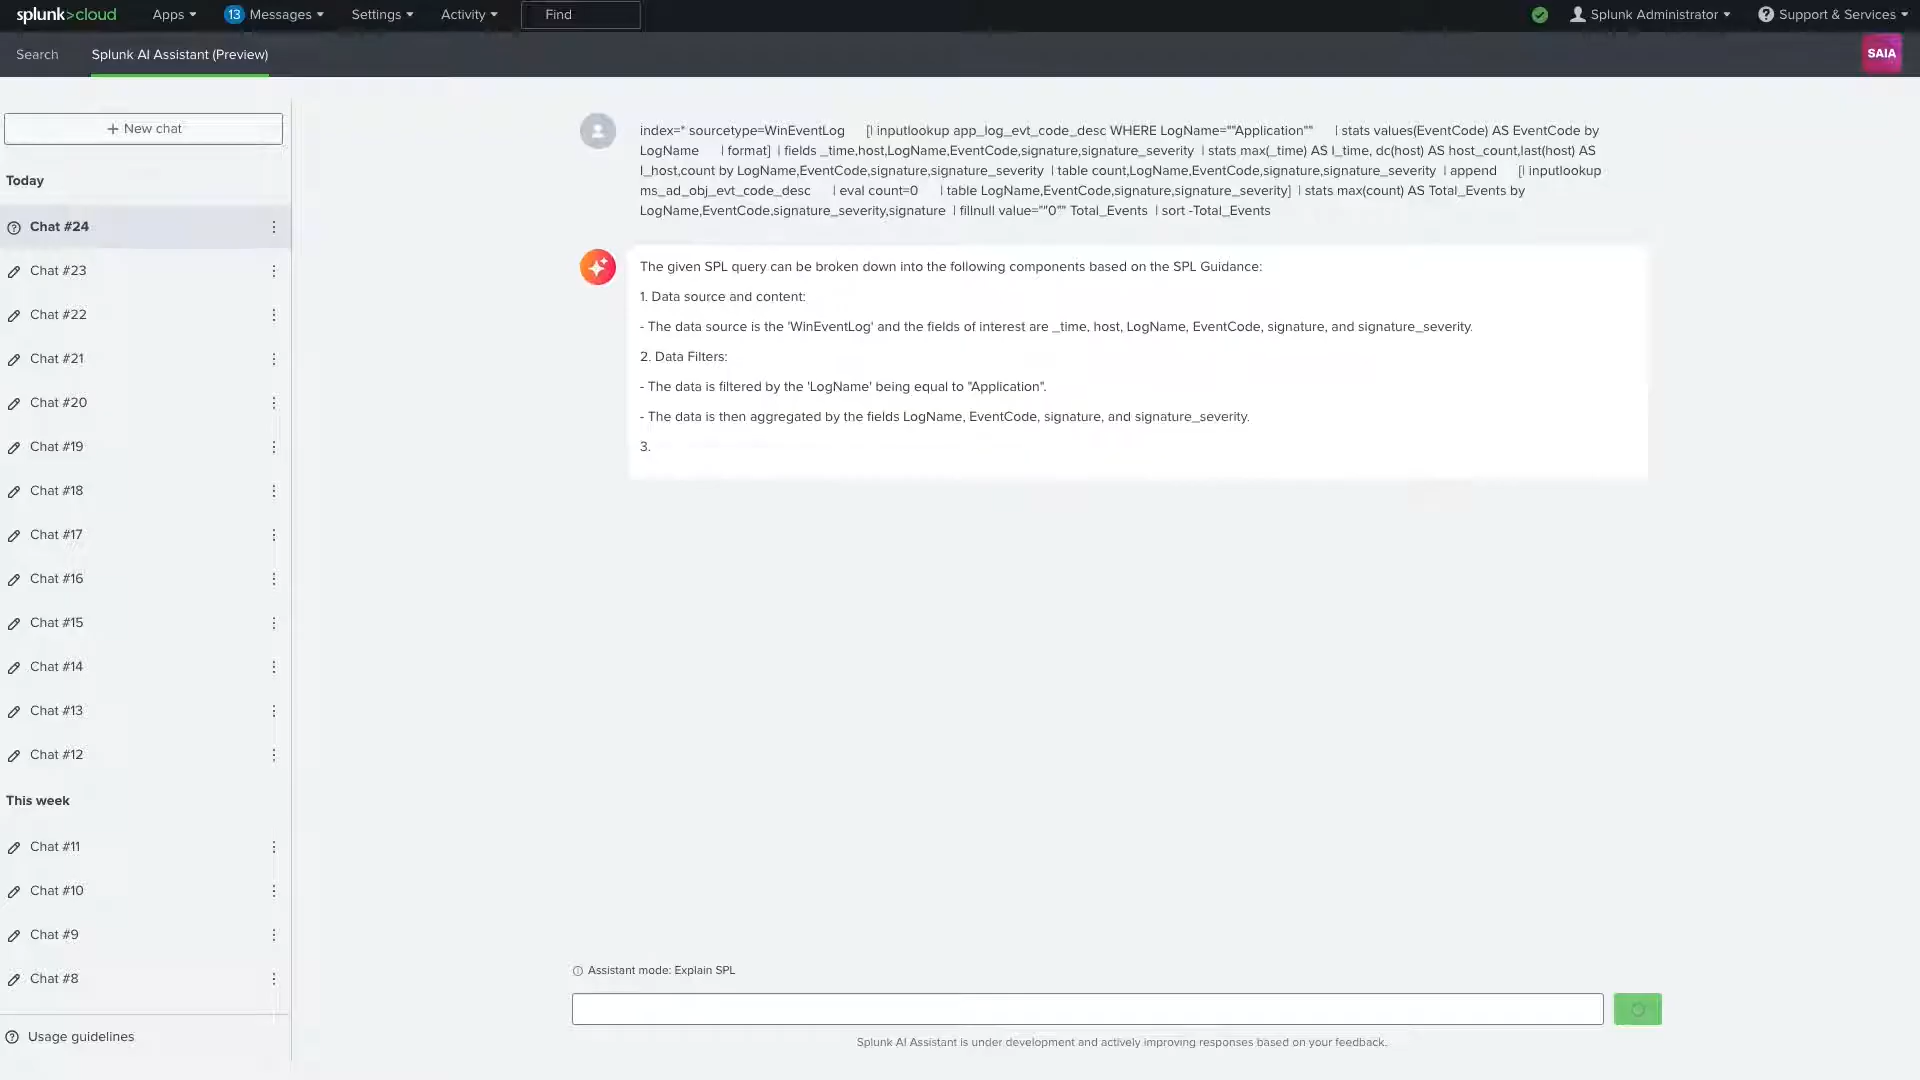 splunk>cloud Apps 13 Messages Settings Activity Find Splunk Administrator Support & Services
Search Splunk AI Assistant (Preview) SAIA
+ New chat
Today
Chat #24
Chat #23
Chat #22
Chat #21
Chat #20
Chat #19
Chat #18
Chat #17
Chat #16
Chat #15
Chat #14
Chat #13
Chat #12
This week
Chat #11
Chat #10
Chat #9
Chat #8
Usage guidelines
index=* sourcetype=WinEventLog [| inputlookup app_log_evt_code_desc WHERE LogName=""Application"" | stats values(EventCode) AS EventCode by
LogName | format] | fields _time,host,LogName,EventCode,signature,signature_severity | stats max(_time) AS l_time, dc(host) AS host_count,last(host) AS
l_host,count by LogName,EventCode,signature,signature_severity | table count,LogName,EventCode,signature,signature_severity | append [| inputlookup
ms_ad_obj_evt_code_desc | eval count=0 | table LogName,EventCode,signature,signature_severity] | stats max(count) AS Total_Events by
LogName,EventCode,signature_severity,signature | fillnull value=""0"" Total_Events | sort -Total_Events
The given SPL query can be broken down into the following components based on the SPL Guidance:
1. Data source and content:
- The data source is the 'WinEventLog' and the fields of interest are _time, host, LogName, EventCode, signature, and signature_severity.
2. Data Filters:
- The data is filtered by the 'LogName' being equal to "Application".
- The data is then aggregated by the fields LogName, EventCode, signature, and signature_severity.
3.
Assistant mode: Explain SPL
Splunk AI Assistant is under development and actively improving responses based on your feedback.